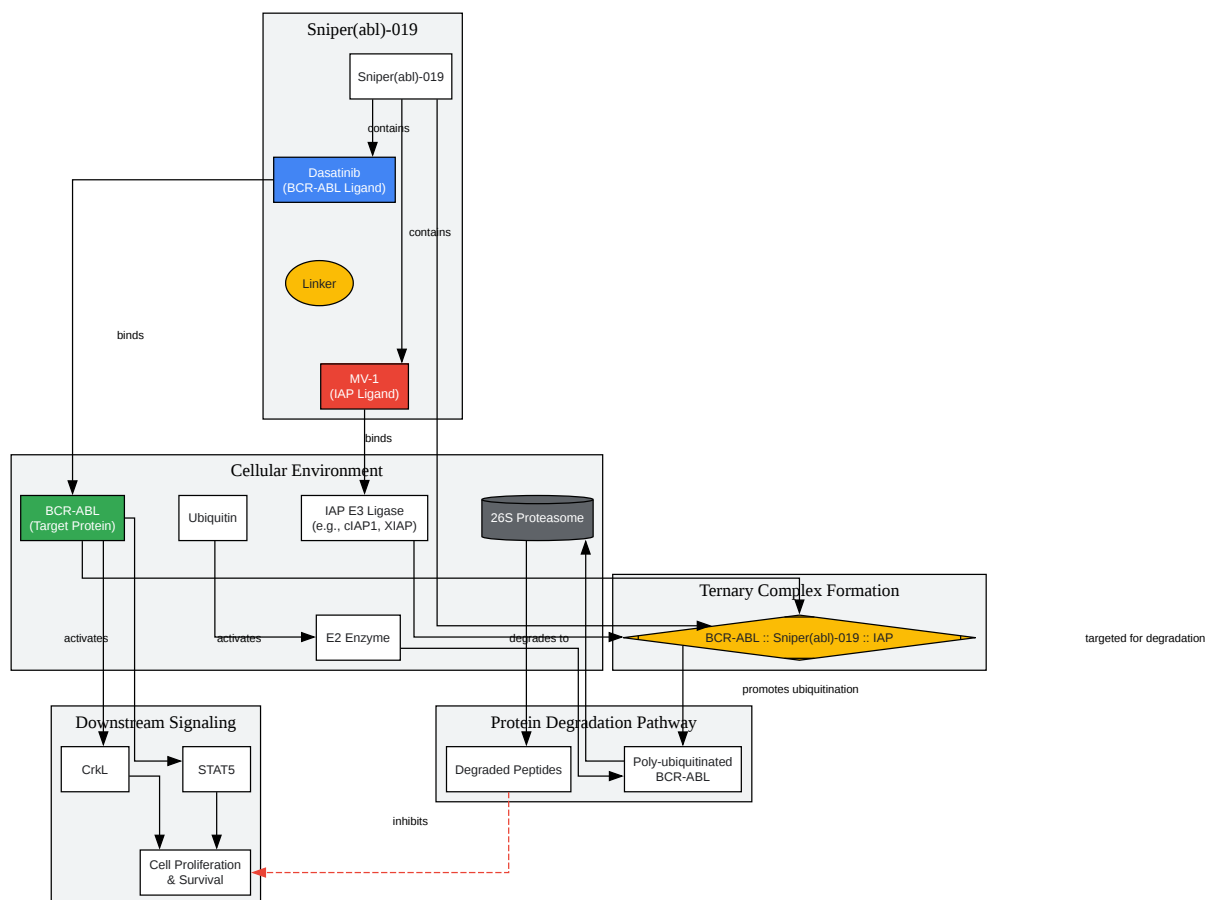 Sniper(abl)-019
Sniper(abl)-019
contains
Dasatinib
(BCR-ABL Ligand)
contains
Linker
binds
MV-1
(IAP Ligand)
binds
Cellular Environment
BCR-ABL
(Target Protein)
Ubiquitin
IAP E3 Ligase
(e.g., cIAP1, XIAP)
26S Proteasome
Ternary Complex Formation
activates
activates
E2 Enzyme
degrades to
BCR-ABL :: Sniper(abl)-019 :: IAP
targeted for degradation
promotes ubiquitination
Downstream Signaling
Protein Degradation Pathway
CrkL
STAT5
Degraded Peptides
Poly-ubiquitinated
BCR-ABL
inhibits
Cell Proliferation
& Survival